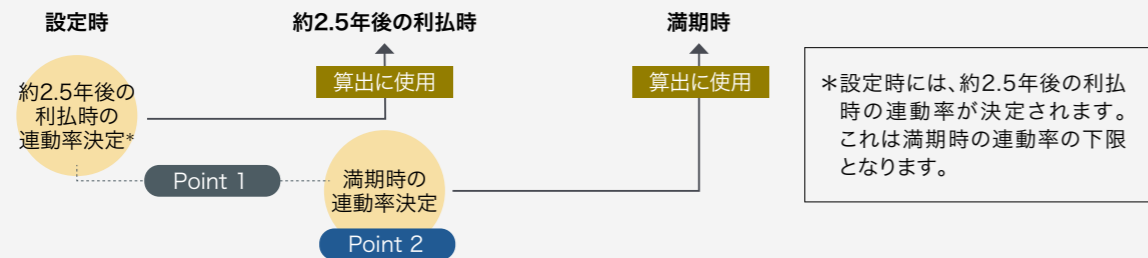 設定時
約2.5年後の利払時
満期時
約2.5年後の
利払時の
連動率決定*
算出に使用
算出に使用
Point 1
満期時の
連動率決定
Point 2
＊設定時には、約2.5年後の利払
時の連動率が決定されます。
これは満期時の連動率の下限
となります。